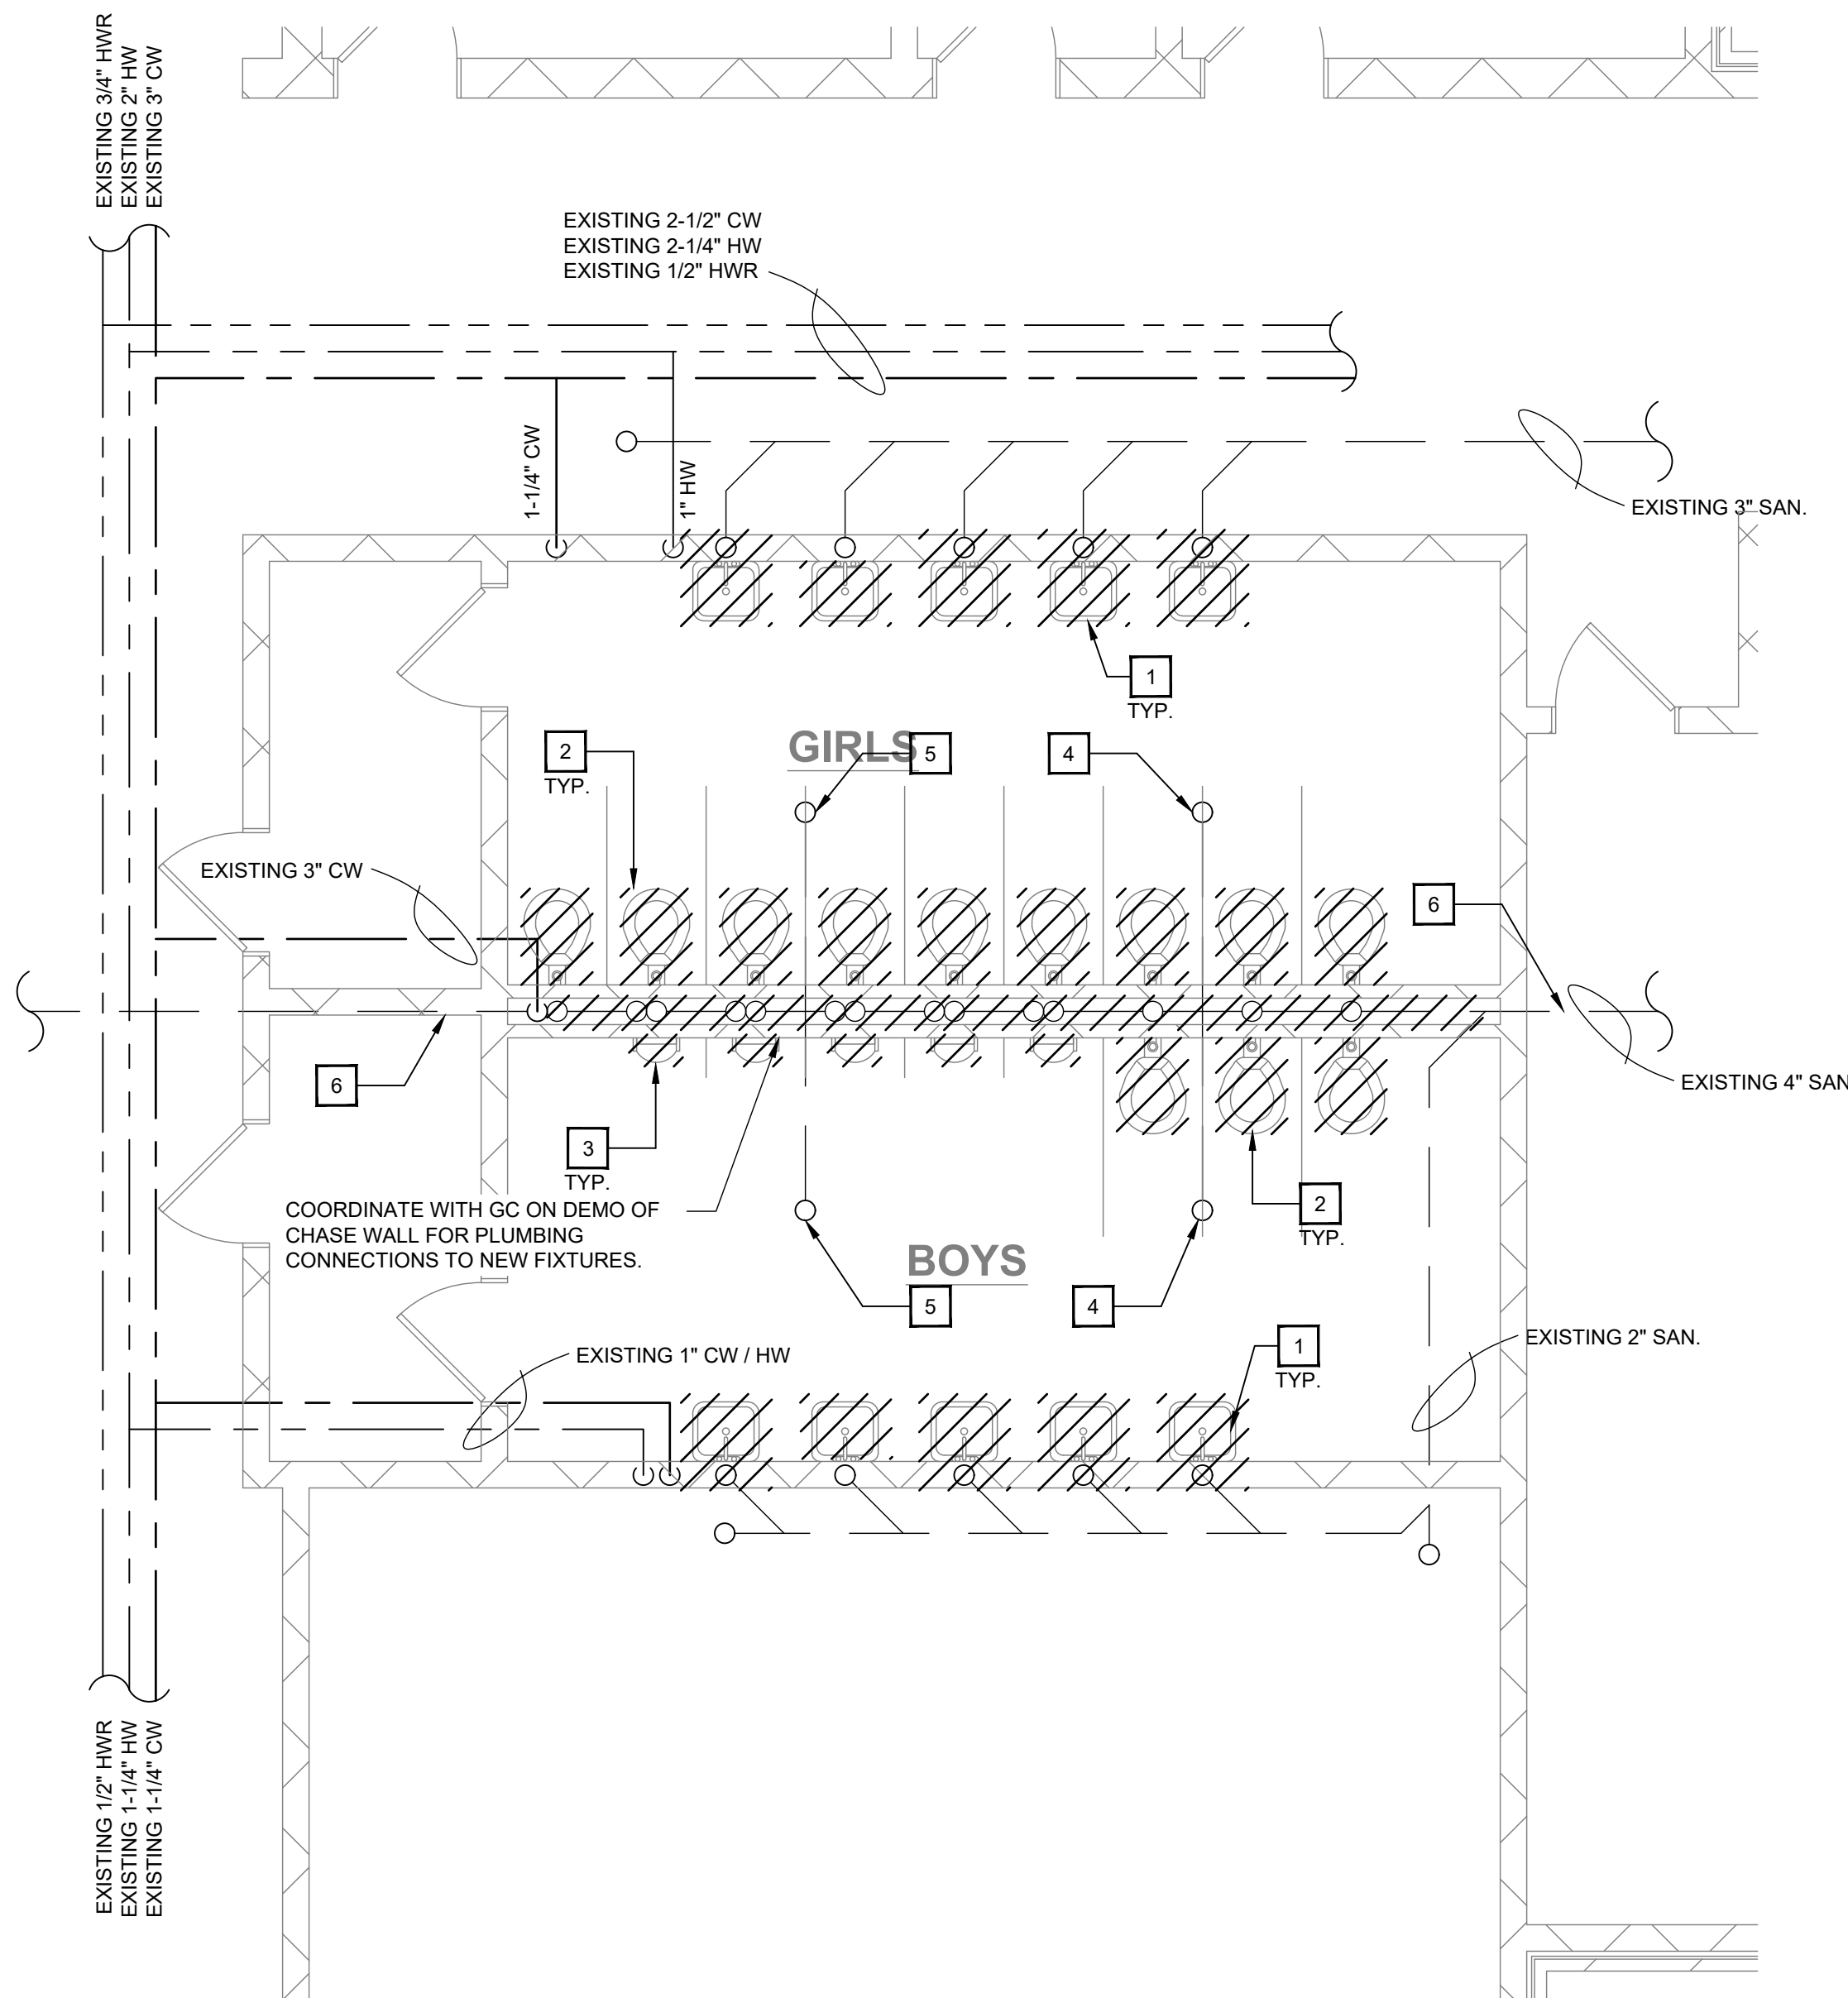 EXISTING 3/4" HWR
EXISTING 2" HW
EXISTING 3" CW
EXISTING 2-1/2" CW
EXISTING 2-1/4" HW
EXISTING 1/2" HWR
1-1/4" CW
1" HW
EXISTING 3" SAN.
1
TYP.
GIRLS
2
TYP.
5
4
EXISTING 3" CW
6
6
EXISTING 4" SAN
3
TYP.
COORDINATE WITH GC ON DEMO OF
CHASE WALL FOR PLUMBING
CONNECTIONS TO NEW FIXTURES.
2
TYP.
BOYS
5
4
EXISTING 1" CW / HW
1
TYP.
EXISTING 2" SAN.
EXISTING 1/2" HWR
EXISTING 1-1/4" HW
EXISTING 1-1/4" CW